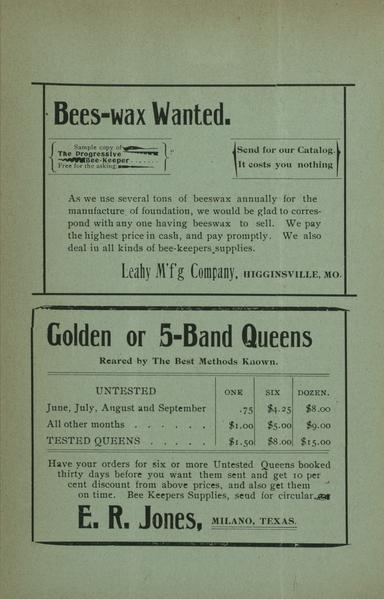 Bees-wax Wanted.
Sample copy of
The Progressive
Bee-Keeper
Free for the asking.
Send for our Catalog.
It costs you nothing
As we use several tons of beeswax annually for the
manufacture of foundation, we would be glad to corres-
pond with any one having beeswax to sell. We pay
the highest price in cash, and pay promptly. We also
deal in all kinds of bee-keepers supplies.
Leahy M'f'g Company, HIGGINSVILLE, MO.
Golden or 5-Band Queens
Reared by The Best Methods Known.
UNTESTED ONE SIX DOZEN.
June, July, August and September .75 $4.25 $8.00
All other months . . . . . . $1.00 $5.00 $9.00
TESTED QUEENS . . . . . $1.50 $8.00 $15.00
Have your orders for six or more Untested Queens booked
thirty days before you want them sent and get 10 per
cent discount from above prices, and also get them
on time. Bee Keepers Supplies, send for circular.
E. R. Jones, MILANO, TEXAS.